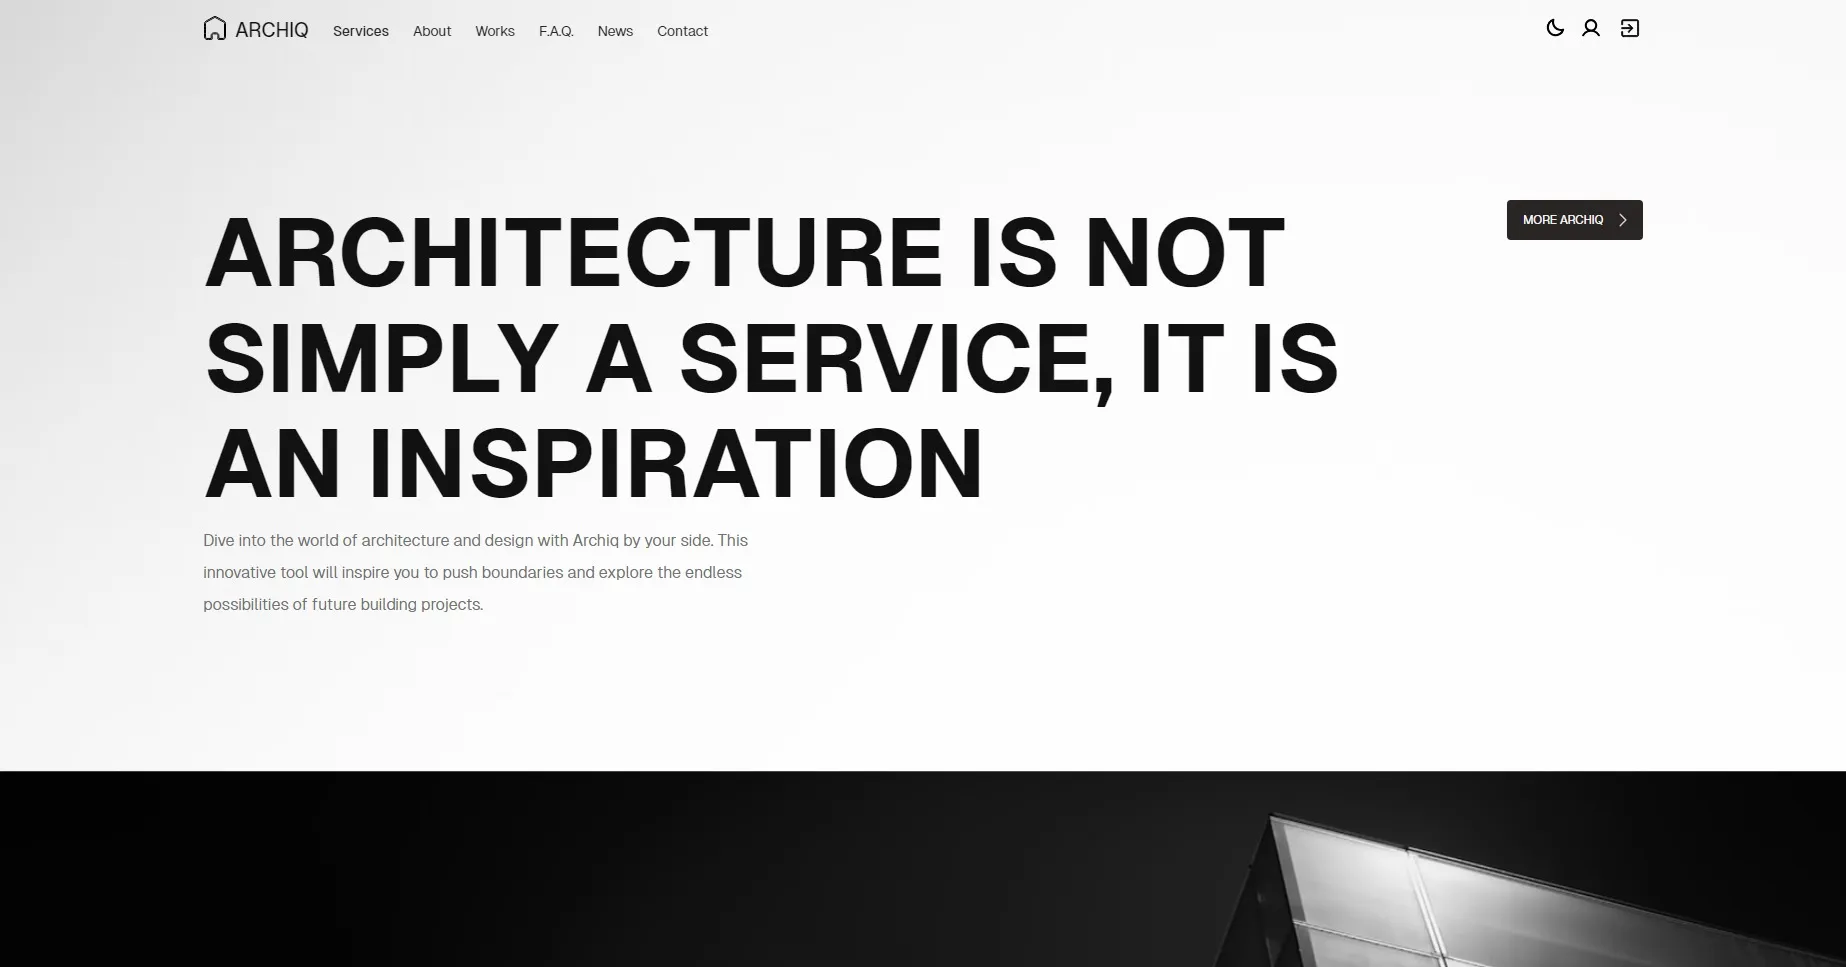 ARCHIQ Services About Works F.A.Q. News Contact
MORE ARCHIQ
ARCHITECTURE IS NOT
SIMPLY A SERVICE, IT IS
AN INSPIRATION
Dive into the world of architecture and design with Archiq by your side. This
innovative tool will inspire you to push boundaries and explore the endless
possibilities of future building projects.